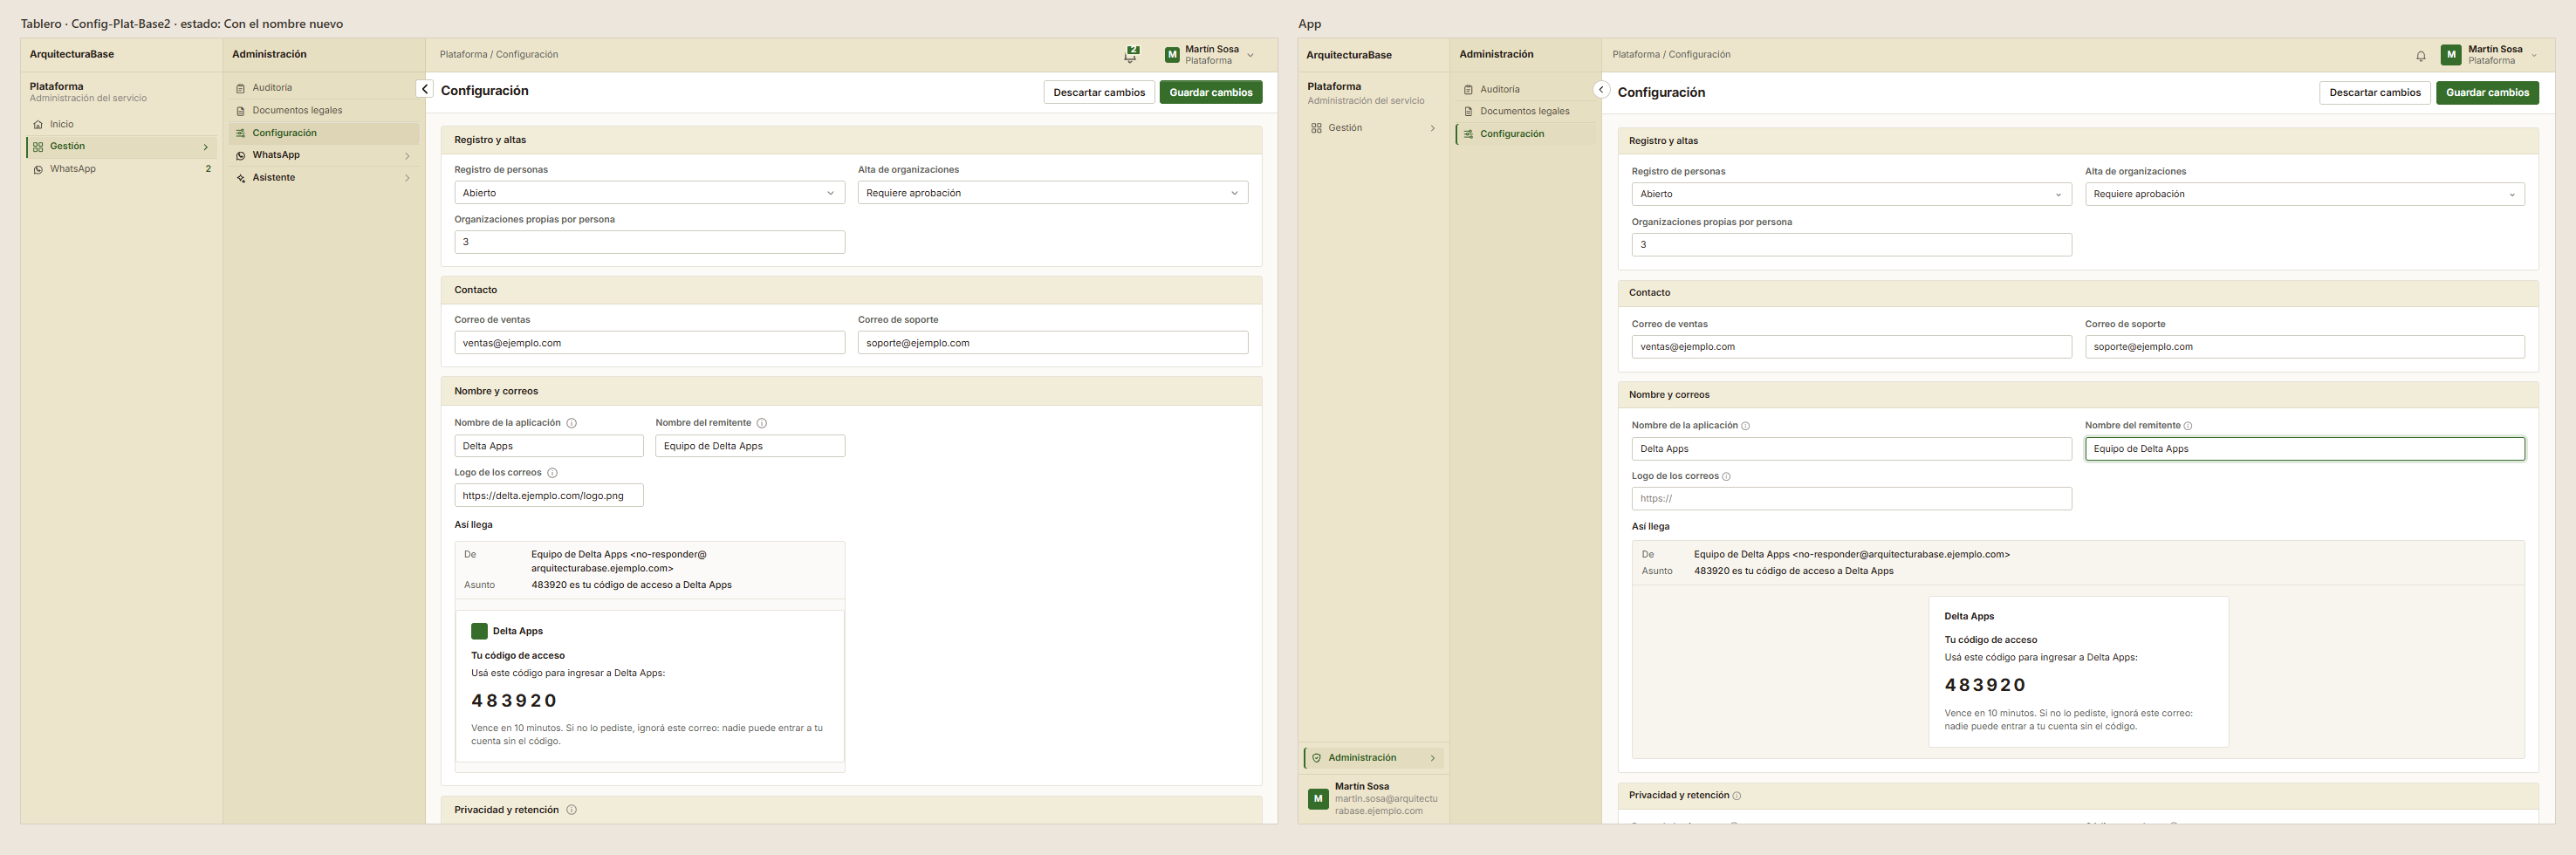 Tablero · Config-Plat-Base2 · estado: Con el nombre nuevo
ArquitecturaBase
Plataforma
Administración del servicio
Inicio
Gestión
WhatsApp 2
Administración
Auditoría
Documentos legales
Configuración
WhatsApp
Asistente
Plataforma / Configuración
2
M
Martín Sosa
Plataforma
Configuración
Descartar cambios
Guardar cambios
Registro y altas
Registro de personas
Alta de organizaciones
Abierto
Requiere aprobación
Organizaciones propias por persona
3
Contacto
Correo de ventas
Correo de soporte
ventas@ejemplo.com
soporte@ejemplo.com
Nombre y correos
Nombre de la aplicación
Nombre del remitente
Delta Apps
Equipo de Delta Apps
Logo de los correos
https://delta.ejemplo.com/logo.png
Así llega
De Equipo de Delta Apps <no-responder@
arquitecturabase.ejemplo.com>
Asunto 483920 es tu código de acceso a Delta Apps
Delta Apps
Tu código de acceso
Usá este código para ingresar a Delta Apps:
483920
Vence en 10 minutos. Si no lo pediste, ignorá este correo: nadie puede entrar a tu
cuenta sin el código.
Privacidad y retención
App
ArquitecturaBase
Plataforma
Administración del servicio
Gestión
Administración
M
Martín Sosa
martin.sosa@arquitectu
rabase.ejemplo.com
Administración
Auditoría
Documentos legales
Configuración
Plataforma / Configuración
M
Martín Sosa
Plataforma
Configuración
Descartar cambios
Guardar cambios
Registro y altas
Registro de personas
Alta de organizaciones
Abierto
Requiere aprobación
Organizaciones propias por persona
3
Contacto
Correo de ventas
Correo de soporte
ventas@ejemplo.com
soporte@ejemplo.com
Nombre y correos
Nombre de la aplicación
Nombre del remitente
Delta Apps
Equipo de Delta Apps
Logo de los correos
https://
Así llega
De Equipo de Delta Apps <no-responder@arquitecturabase.ejemplo.com>
Asunto 483920 es tu código de acceso a Delta Apps
Delta Apps
Tu código de acceso
Usá este código para ingresar a Delta Apps:
483920
Vence en 10 minutos. Si no lo pediste, ignorá este correo:
nadie puede entrar a tu cuenta sin el código.
Privacidad y retención